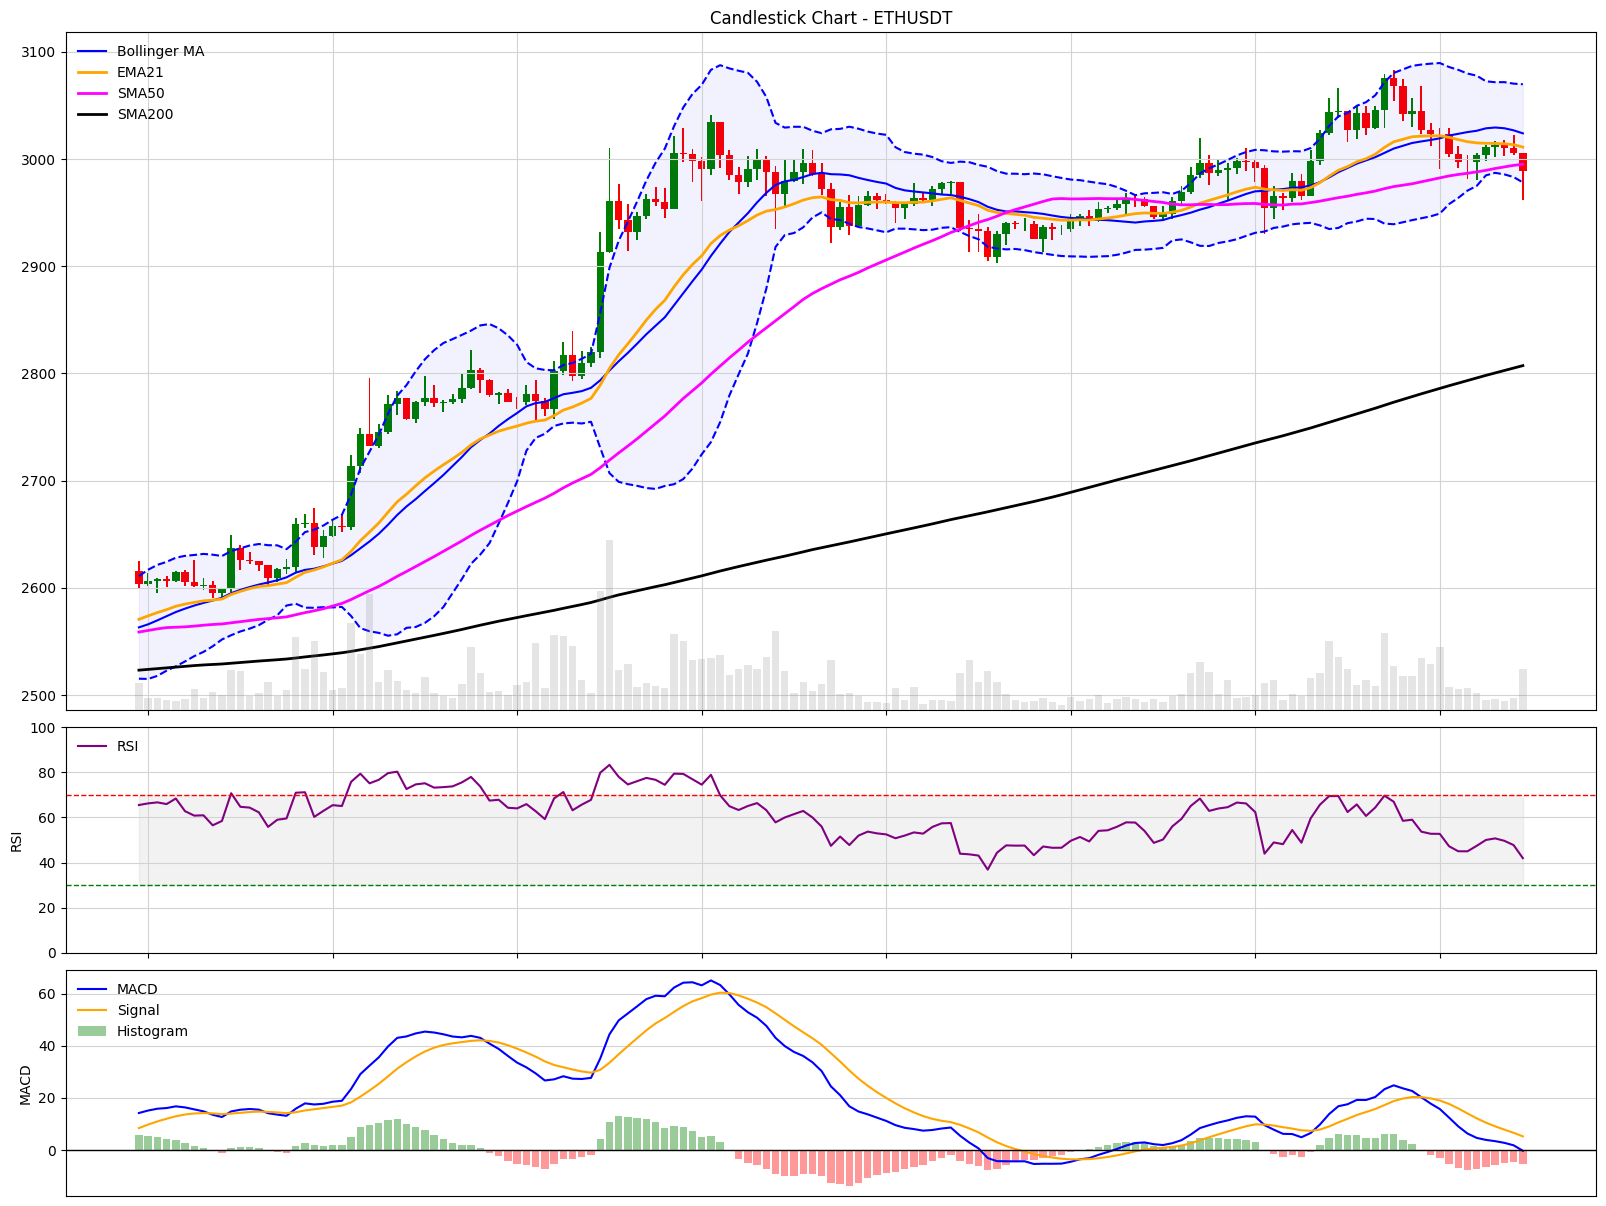 Candlestick Chart - ETHUSDT
Bollinger MA
EMA21
SMA50
SMA200
3100
3000
2900
2800
2700
2600
2500
RSI
RSI
100
80
60
40
20
0
MACD
Signal
Histogram
MACD
60
40
20
0